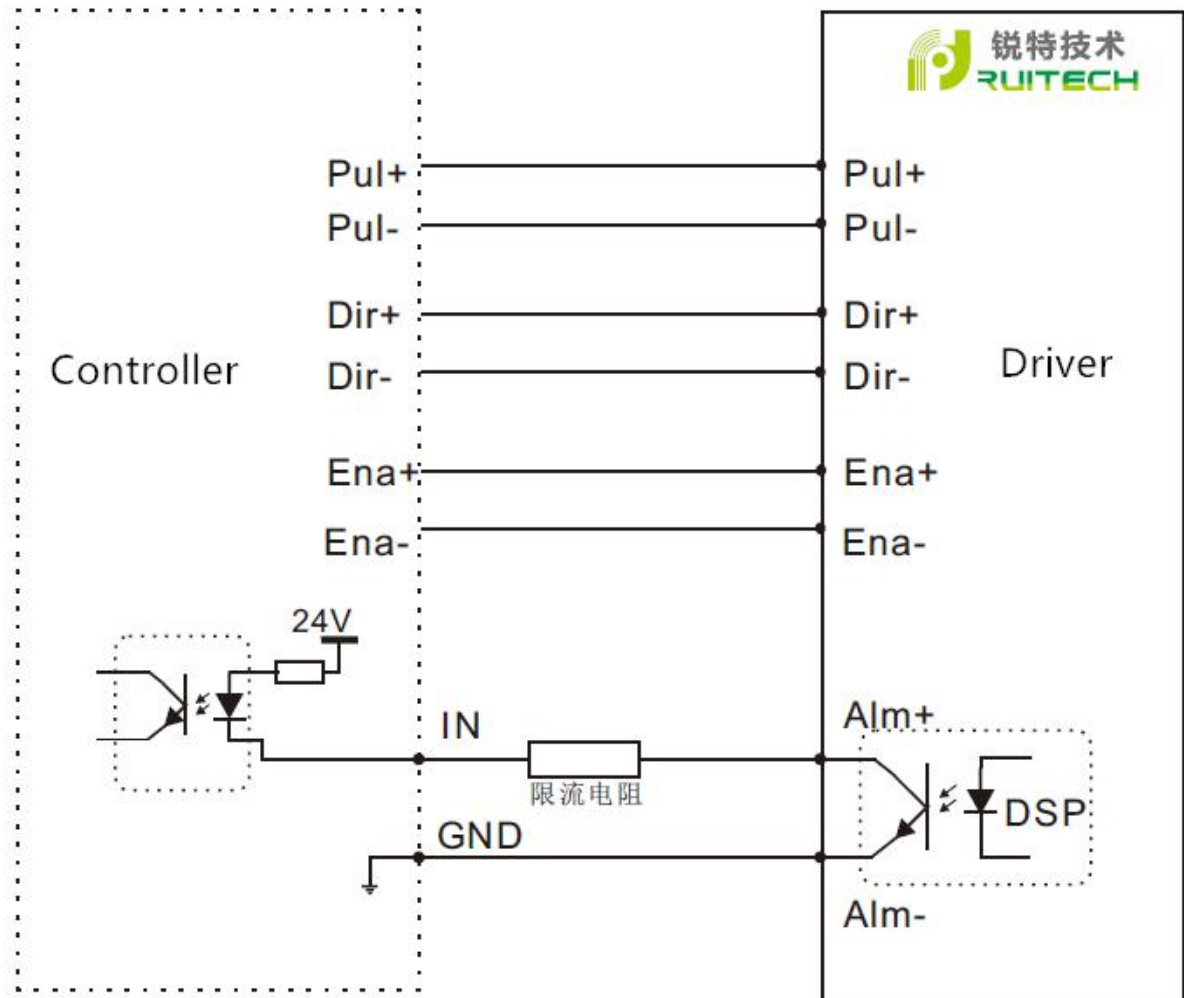 锐特技术
RUITECH
Pul+ Pul+
Pul- Pul-
Dir+ Dir+
Controller Dir- Dir- Driver
Ena+ Ena+
Ena- Ena-
24V
IN Alm+
限流电阻 DSP
GND
Alm-